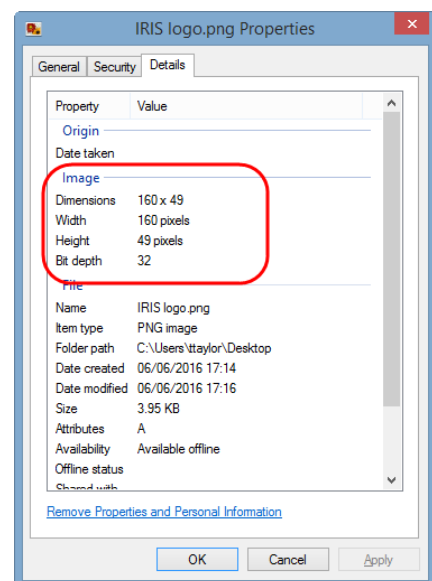 IRIS logo.png Properties
General Security Details
Property Value
Origin
Date taken
Image
Dimensions 160 x 49
Width 160 pixels
Height 49 pixels
Bit depth 32
File
Name IRIS logo.png
Item type PNG image
Folder path C:\Users\ttaylor\Desktop
Date created 06/06/2016 17:14
Date modified 06/06/2016 17:16
Size 3.95 KB
Attributes A
Availability Available offline
Offline status
Shared with
Remove Properties and Personal Information
OK Cancel Apply